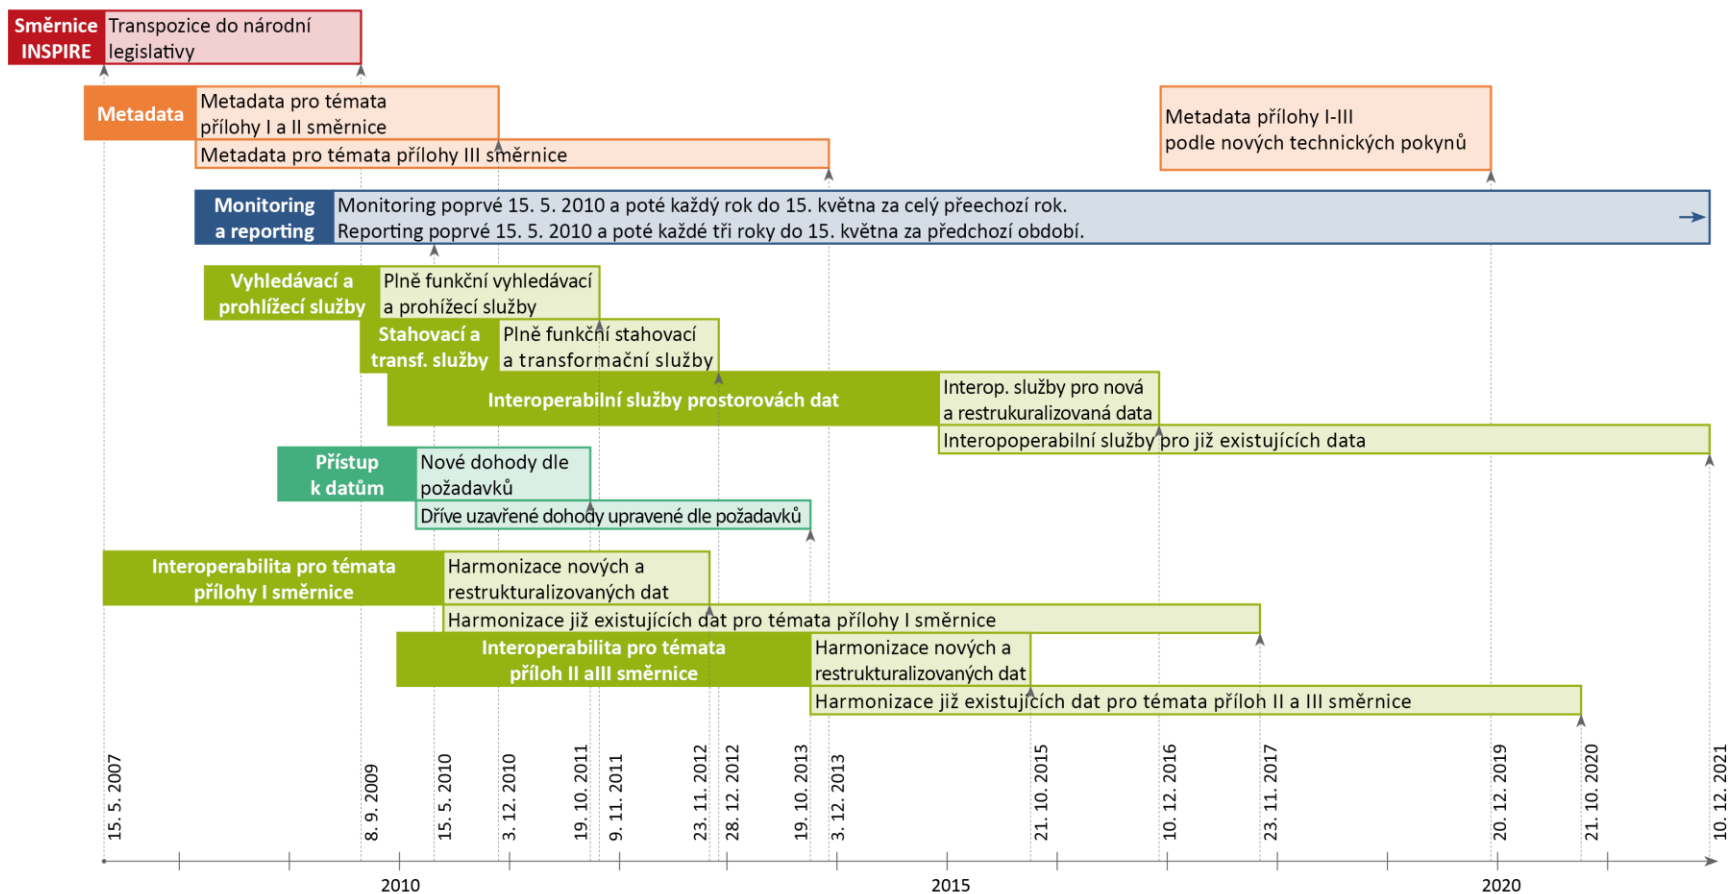 Směrnice
INSPIRE
Transpozice do národní
legislativy
Metadata
Metadata pro témata
přílohy I a II směrnice
Metadata pro témata přílohy III směrnice
Metadata přílohy I-III
podle nových technických pokynů
Monitoring
a reporting
Monitoring poprvé 15. 5. 2010 a poté každý rok do 15. května za celý přeechozí rok.
Reporting poprvé 15. 5. 2010 a poté každé tři roky do 15. května za předchozí období.
Vyhledávací a
prohlížecí služby
Plně funkční vyhledávací
a prohížecí služby
Stahovací a
transf. služby
Plně funkční stahovací
a transformační služby
Interoperabilní služby prostorovách dat
Interop. služby pro nová
a restrukuralizovaná data
Interopoperabilní služby pro již existujících data
Přístup
k datům
Nové dohody dle
požadavků
Dříve uzavřené dohody upravené dle požadavků
Interoperabilita pro témata
přílohy I směrnice
Harmonizace nových a
restrukturalizovaných dat
Harmonizace již existujících dat pro témata přílohy I směrnice
Interoperabilita pro témata
příloh II aIII směrnice
Harmonizace nových a
restrukturalizovaných dat
Harmonizace již existujících dat pro témata příloh II a III směrnice
15. 5. 2007
8. 9. 2009
15. 5. 2010
3. 12. 2010
19. 10. 2011
9. 11. 2011
23. 11. 2012
28. 12. 2012
19. 10. 2013
3. 12. 2013
21. 10. 2015
10. 12. 2016
23. 11. 2017
20. 12. 2019
21. 10. 2020
10. 12. 2021
2010
2015
2020